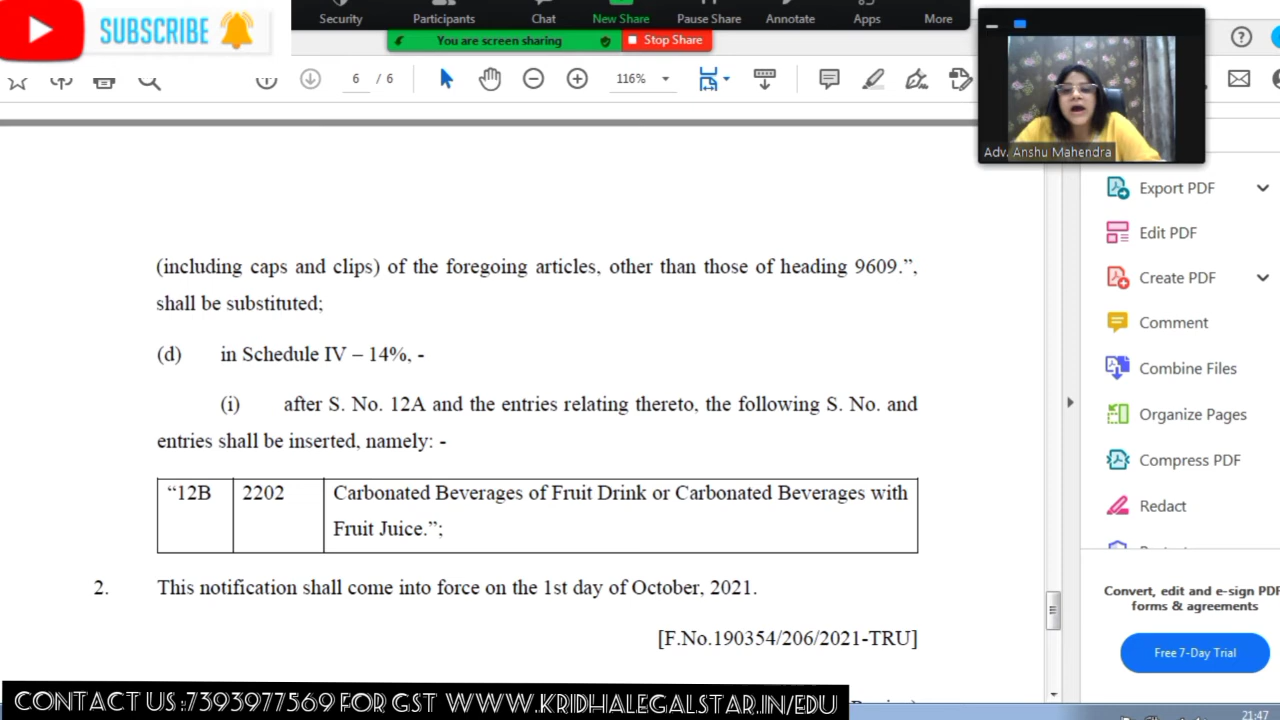 SUBSCRIBE
Security Participants Chat New Share Pause Share Annotate Apps More
You are screen sharing Stop Share
6 / 6 116%
Adv. Anshu Mahendra
Export PDF
Edit PDF
Create PDF
Comment
Combine Files
Organize Pages
Compress PDF
Redact
Convert, edit and e-sign PDF
forms & agreements
Free 7-Day Trial
(including caps and clips) of the foregoing articles, other than those of heading 9609.”,
shall be substituted;
(d) in Schedule IV – 14%, -
(i) after S. No. 12A and the entries relating thereto, the following S. No. and
entries shall be inserted, namely: -
“12B 2202 Carbonated Beverages of Fruit Drink or Carbonated Beverages with
Fruit Juice.”;
2. This notification shall come into force on the 1st day of October, 2021.
[F.No.190354/206/2021-TRU]
CONTACT US :7393977569 FOR GST WWW.KRIDHALEGALSTAR.IN/EDU
21:47